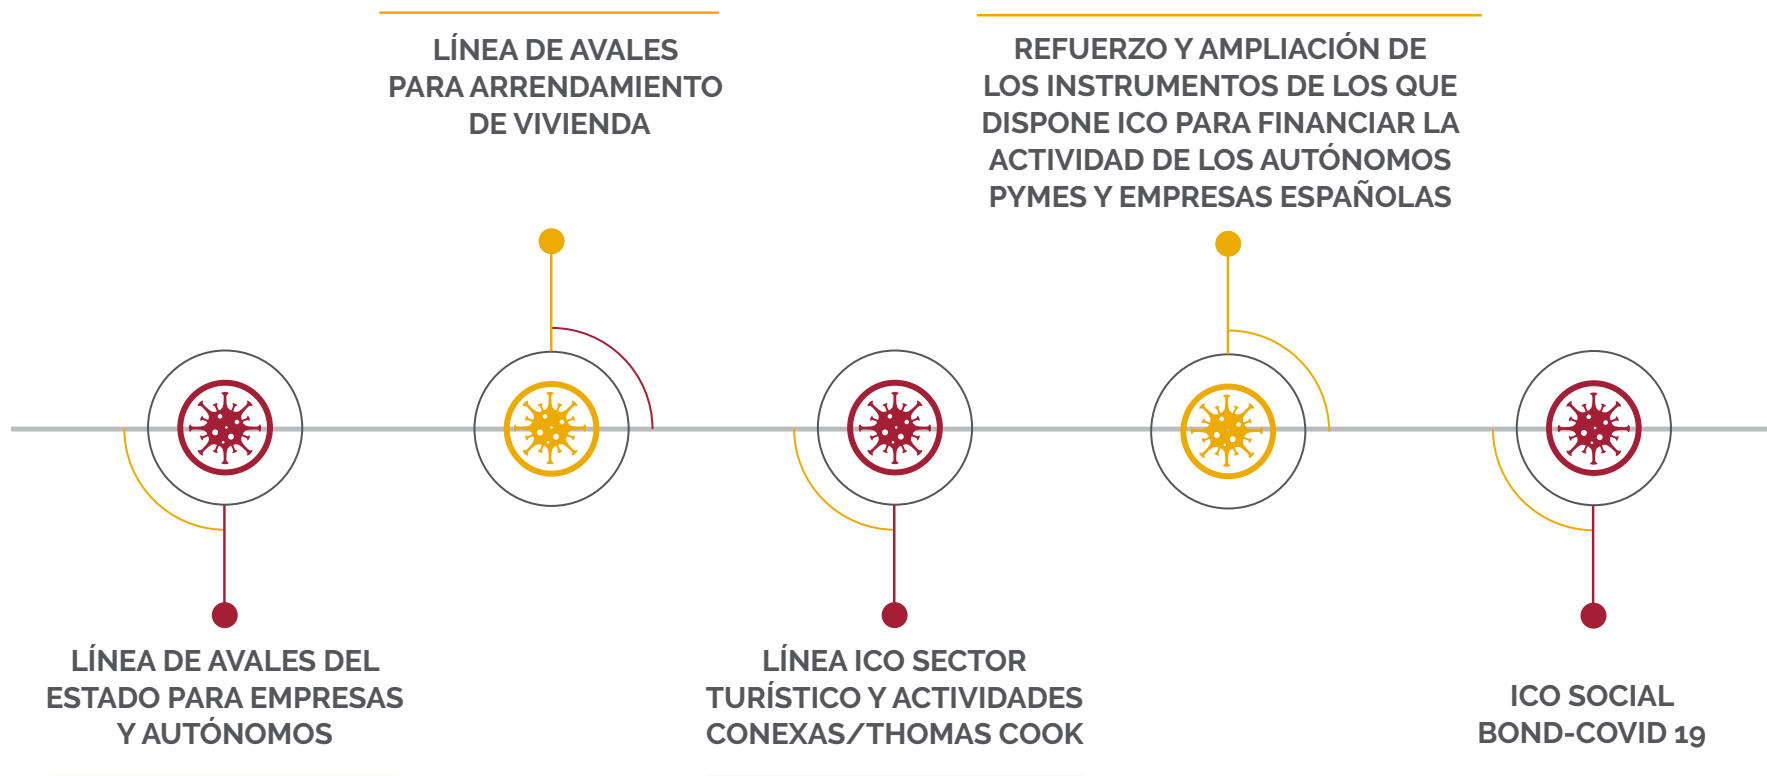 LÍNEA DE AVALES
PARA ARRENDAMIENTO
DE VIVIENDA
REFUERZO Y AMPLIACIÓN DE
LOS INSTRUMENTOS DE LOS QUE
DISPONE ICO PARA FINANCIAR LA
ACTIVIDAD DE LOS AUTÓNOMOS
PYMES Y EMPRESAS ESPAÑOLAS
LÍNEA DE AVALES DEL
ESTADO PARA EMPRESAS
Y AUTÓNOMOS
LÍNEA ICO SECTOR
TURÍSTICO Y ACTIVIDADES
CONEXAS/THOMAS COOK
ICO SOCIAL
BOND-COVID 19